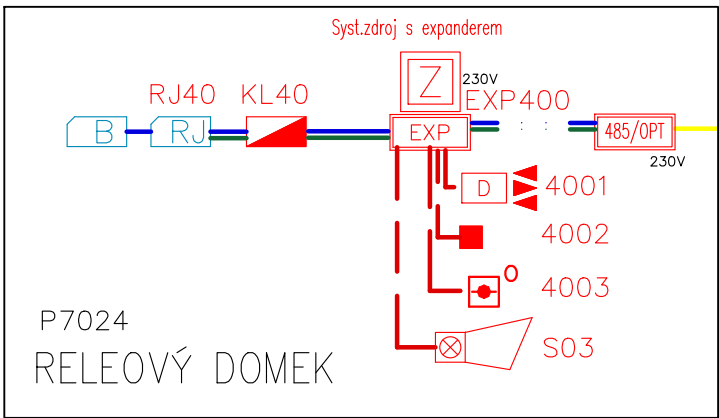 Syst.zdroj s expanderem
Z
230V
RJ40 KL40 EXP400
B RJ EXP : : 485/OPT
230V
D 4001
4002
O 4003
S03
P7024
RELEOVÝ DOMEK